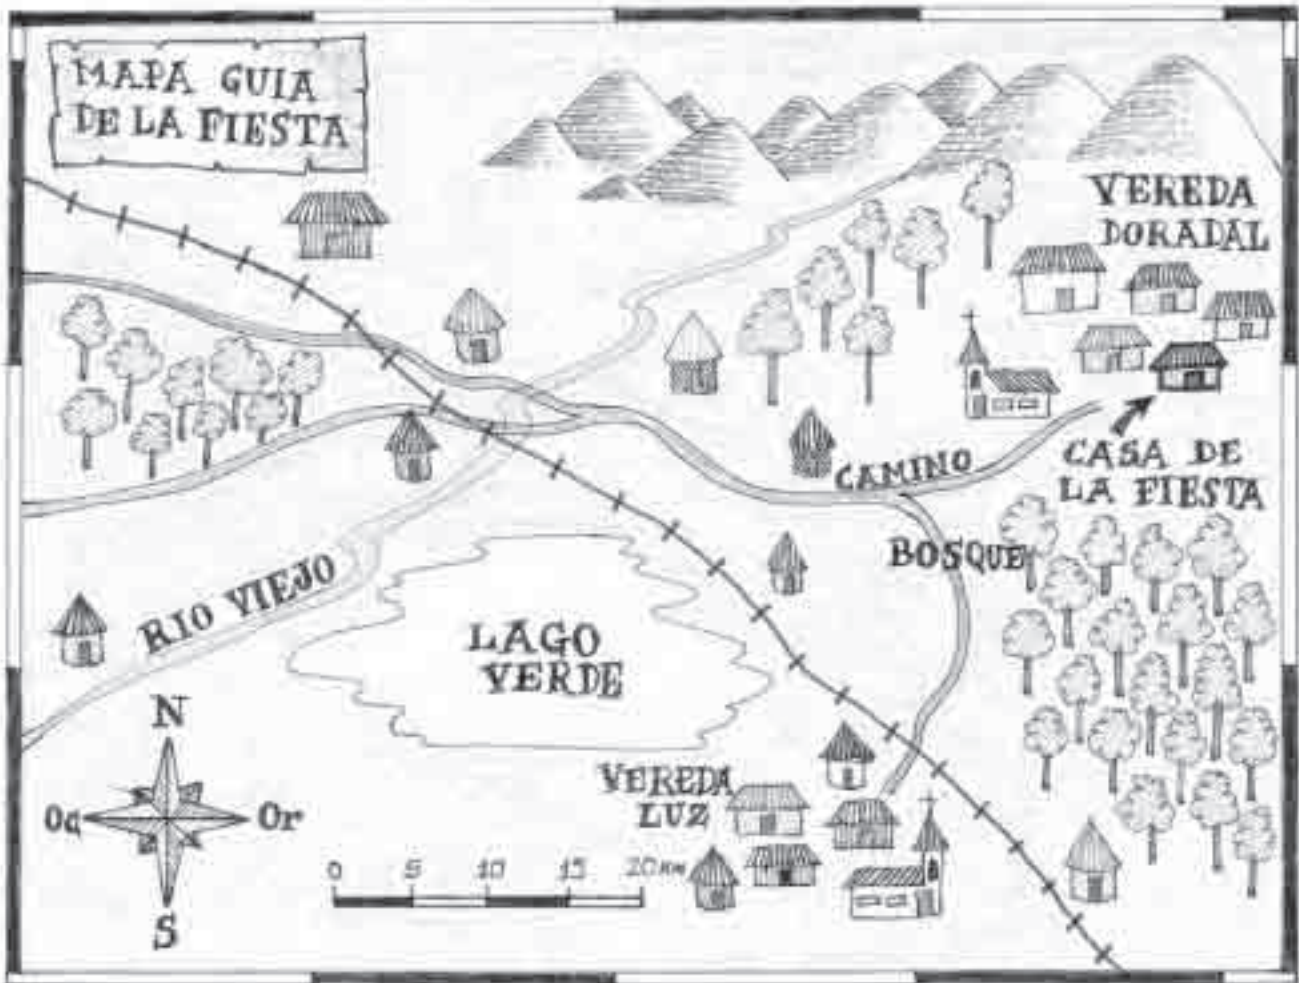 MAPA GUIA
DE LA FIESTA
VEREDA
DORADAL
CASA DE
LA FIESTA
CAMINO
BOSQUE
RIO VIEJO
LAGO
VERDE
N
Oc Or
S
VEREDA
LUZ
0 5 10 15 20 KM